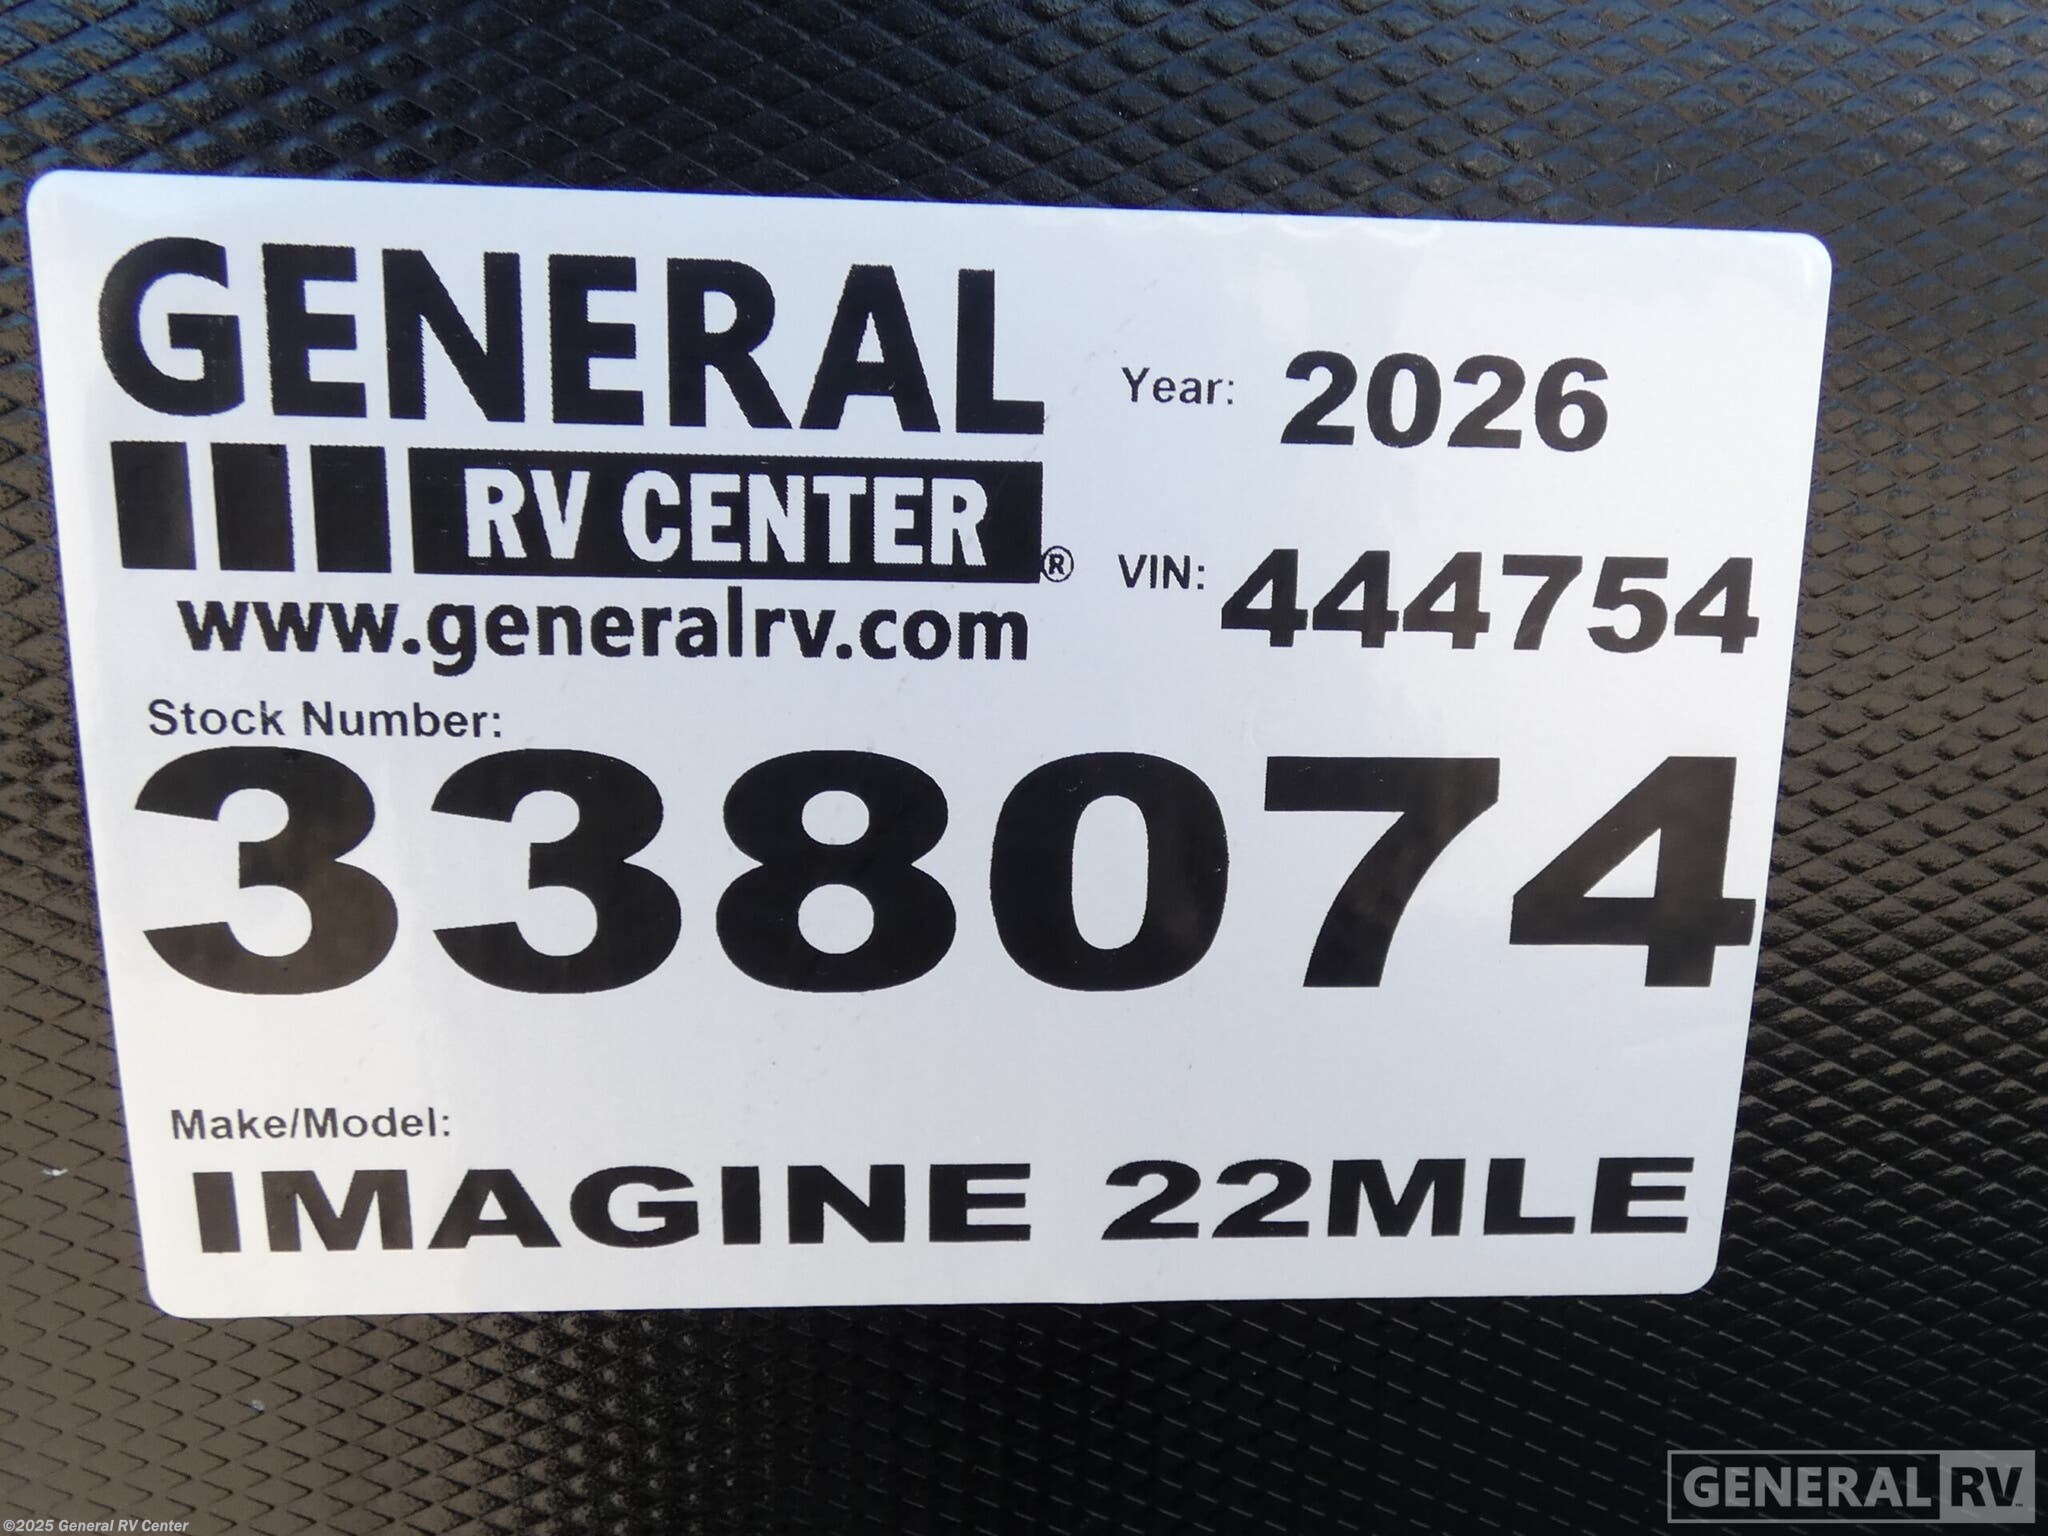 GENERAL
RV CENTER®
www.generalrv.com
Year: 2026
VIN: 444754
Stock Number:
338074
Make/Model:
IMAGINE 22MLE
GENERAL RV
©2025 General RV Center